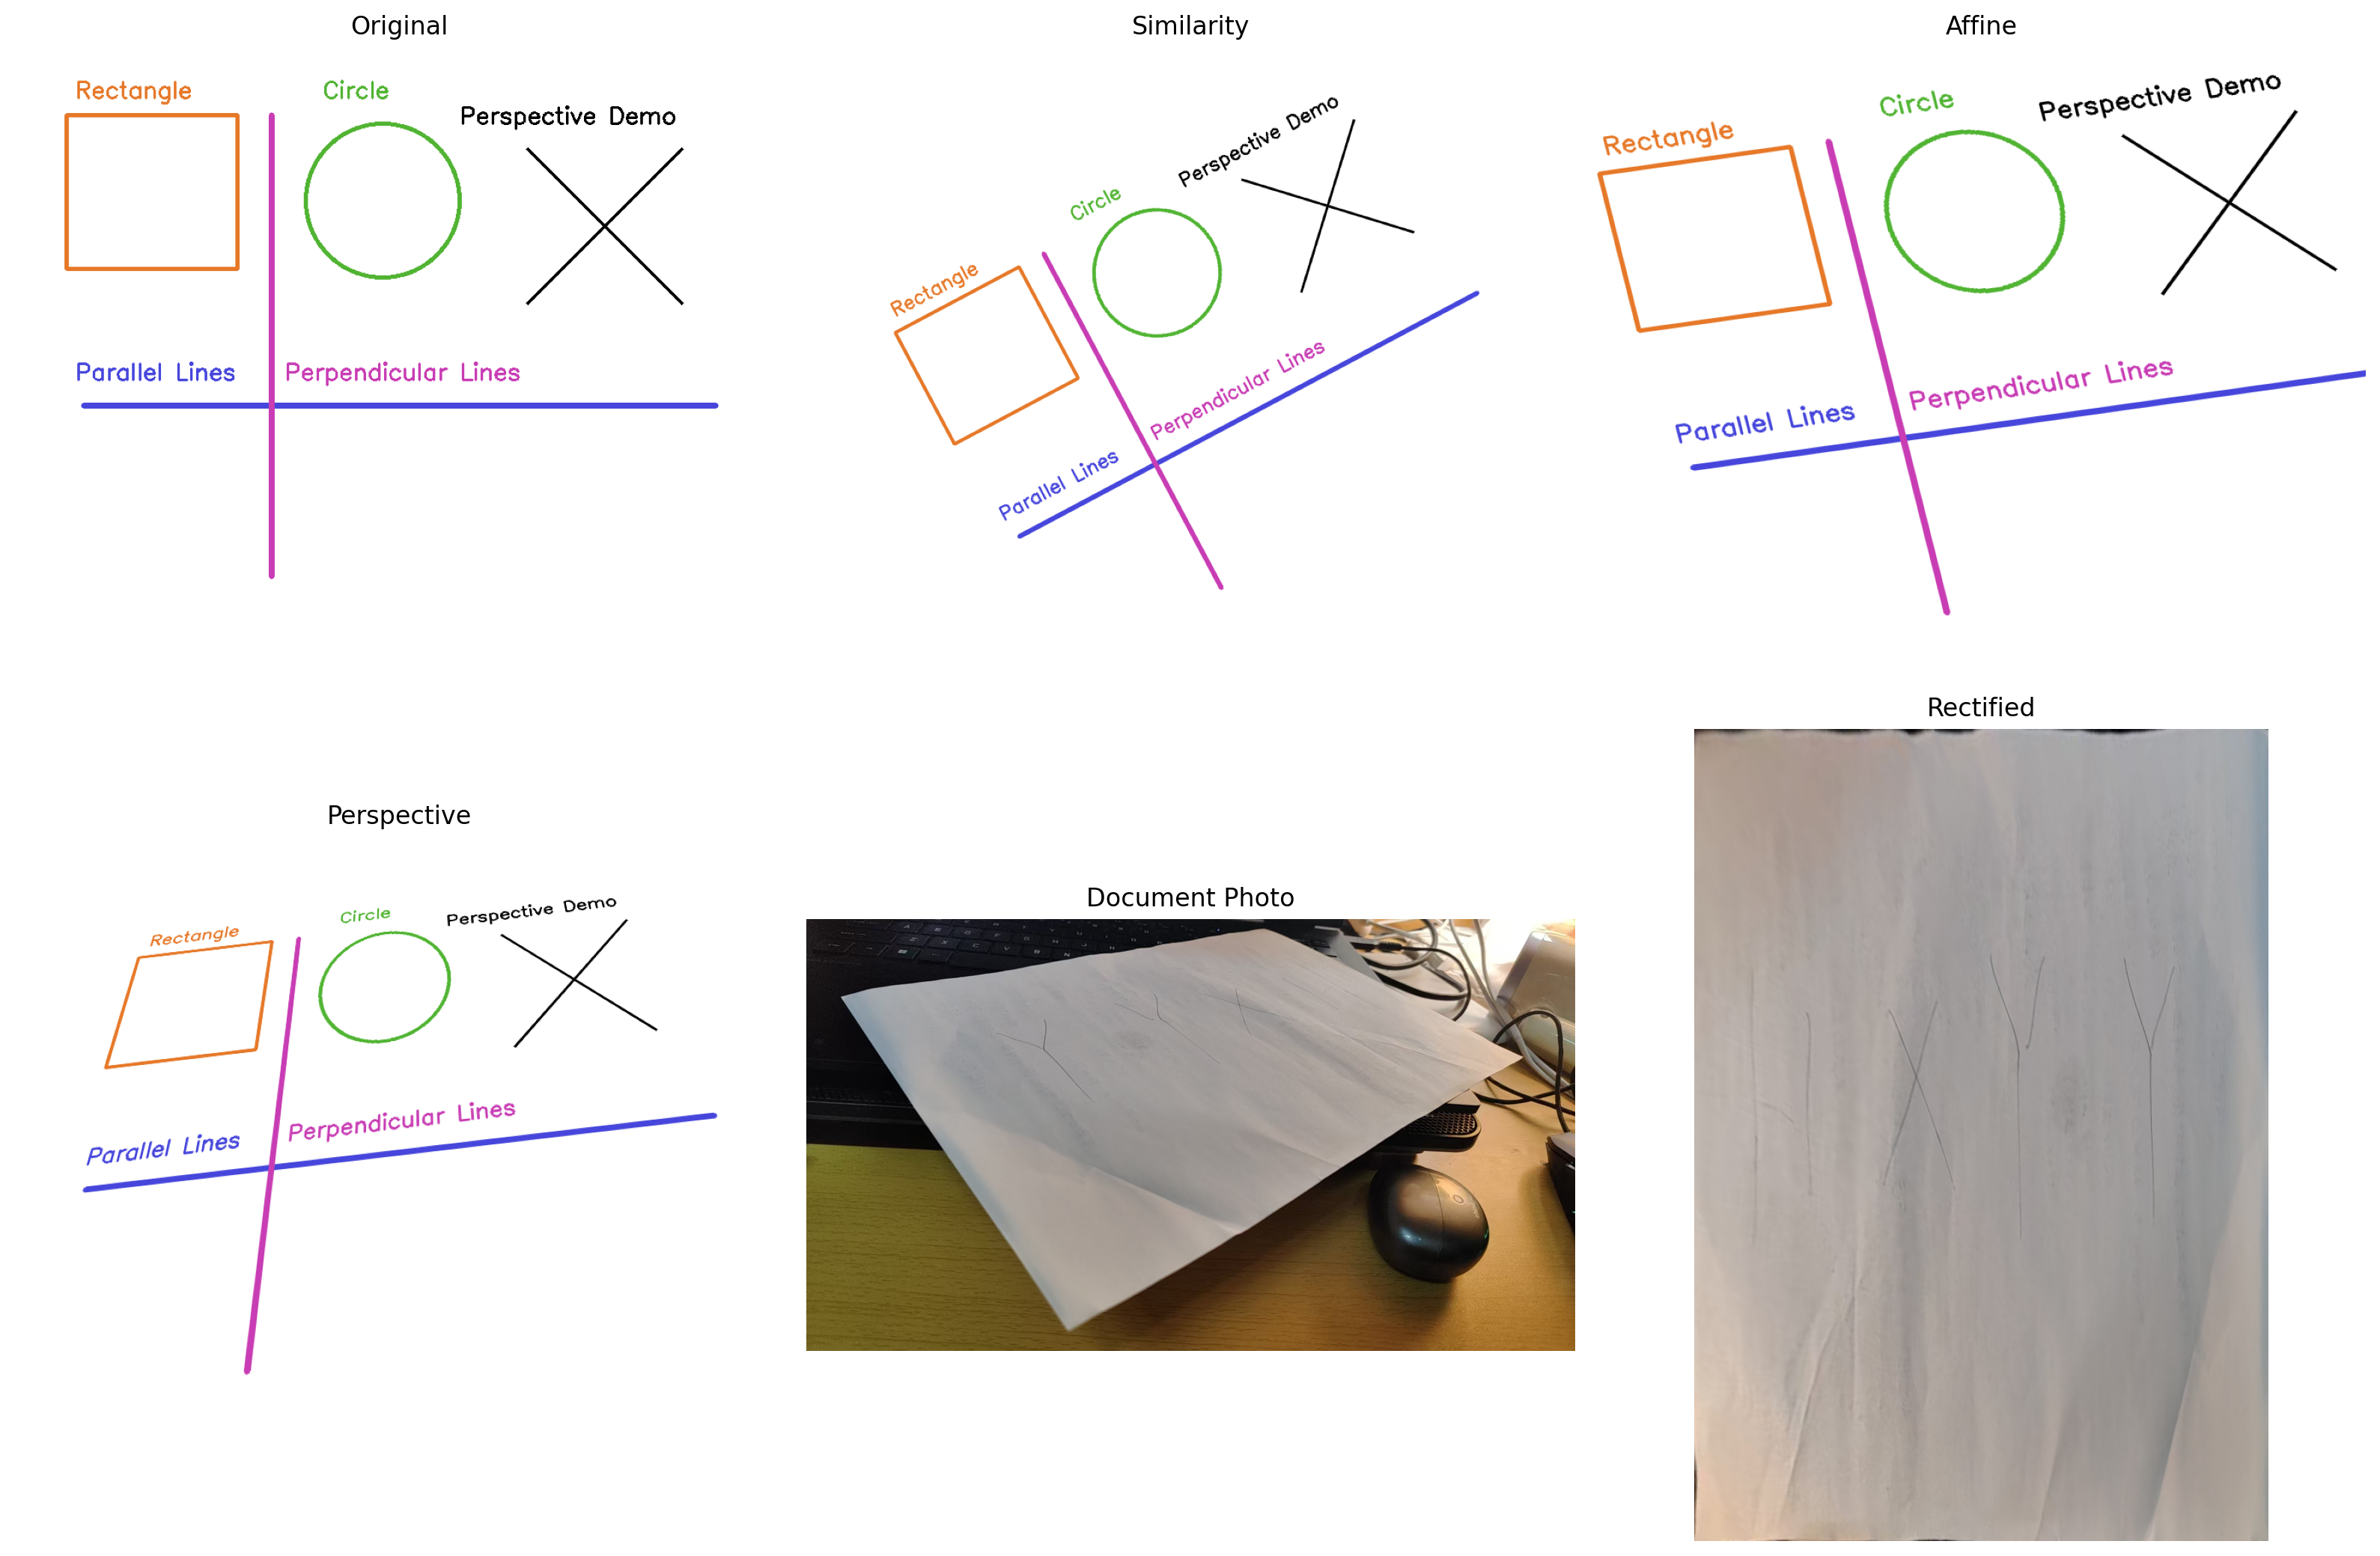 Original
Rectangle
Circle
Perspective Demo
Parallel Lines
Perpendicular Lines
Similarity
Rectangle
Circle
Perspective Demo
Parallel Lines
Perpendicular Lines
Affine
Rectangle
Circle
Perspective Demo
Parallel Lines
Perpendicular Lines
Perspective
Rectangle
Circle
Perspective Demo
Parallel Lines
Perpendicular Lines
Document Photo
Rectified